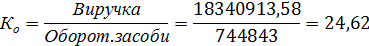 Kₒ = Виручка / Оборот.засоби = 18340913,58 / 744843 = 24,62